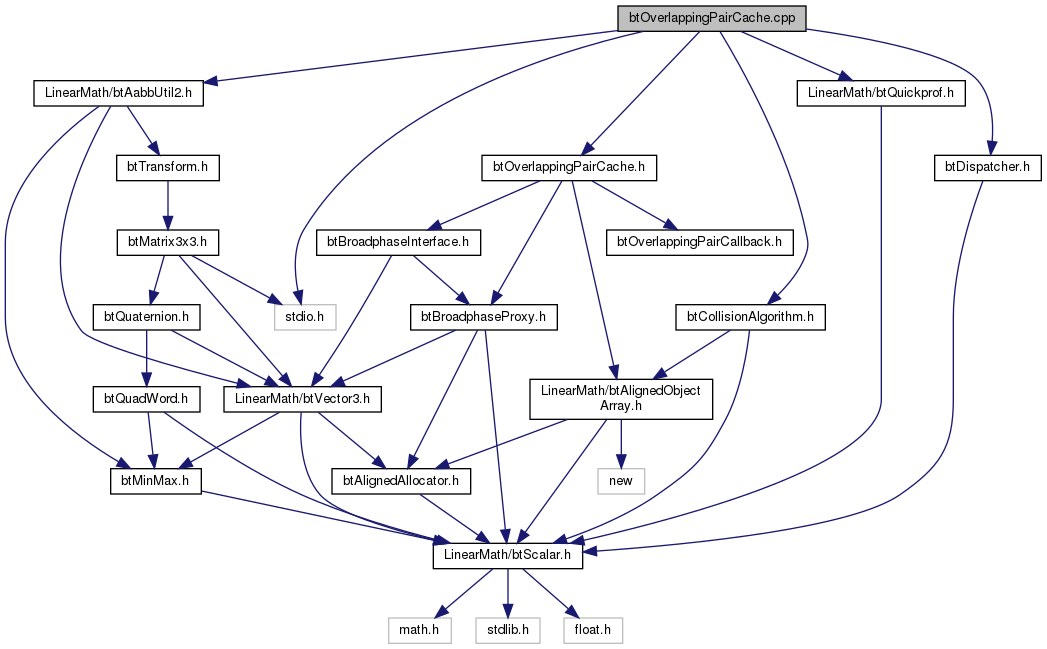 btOverlappingPairCache.cpp
LinearMath/btAabbUtil2.h
LinearMath/btQuickprof.h
btTransform.h
btOverlappingPairCache.h
btDispatcher.h
btMatrix3x3.h
btBroadphaseInterface.h
btOverlappingPairCallback.h
btQuaternion.h
stdio.h
btBroadphaseProxy.h
btCollisionAlgorithm.h
btQuadWord.h
LinearMath/btVector3.h
LinearMath/btAlignedObject
Array.h
btMinMax.h
btAlignedAllocator.h
new
LinearMath/btScalar.h
math.h
stdlib.h
float.h